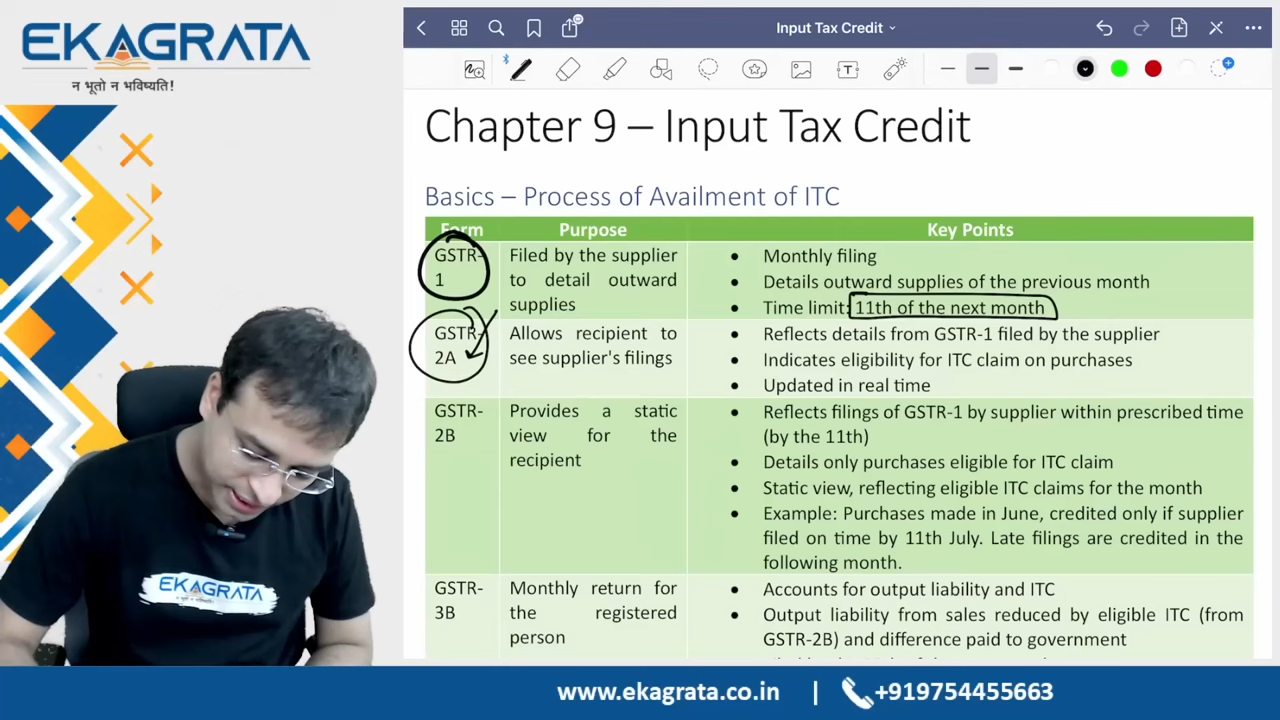 EKAGRATA
न भूतो न भविष्यति!
Input Tax Credit
Chapter 9 – Input Tax Credit
Basics – Process of Availment of ITC
Form Purpose Key Points
GSTR-
1
Filed by the supplier
to detail outward
supplies
• Monthly filing
• Details outward supplies of the previous month
• Time limit: 11th of the next month
GSTR-
2A
Allows recipient to
see supplier's filings
• Reflects details from GSTR-1 filed by the supplier
• Indicates eligibility for ITC claim on purchases
• Updated in real time
GSTR-
2B
Provides a static
view for the
recipient
• Reflects filings of GSTR-1 by supplier within prescribed time
(by the 11th)
• Details only purchases eligible for ITC claim
• Static view, reflecting eligible ITC claims for the month
• Example: Purchases made in June, credited only if supplier
filed on time by 11th July. Late filings are credited in the
following month.
GSTR-
3B
Monthly return for
the registered
person
• Accounts for output liability and ITC
• Output liability from sales reduced by eligible ITC (from
GSTR-2B) and difference paid to government
EKAGRATA
www.ekagrata.co.in | +919754455663